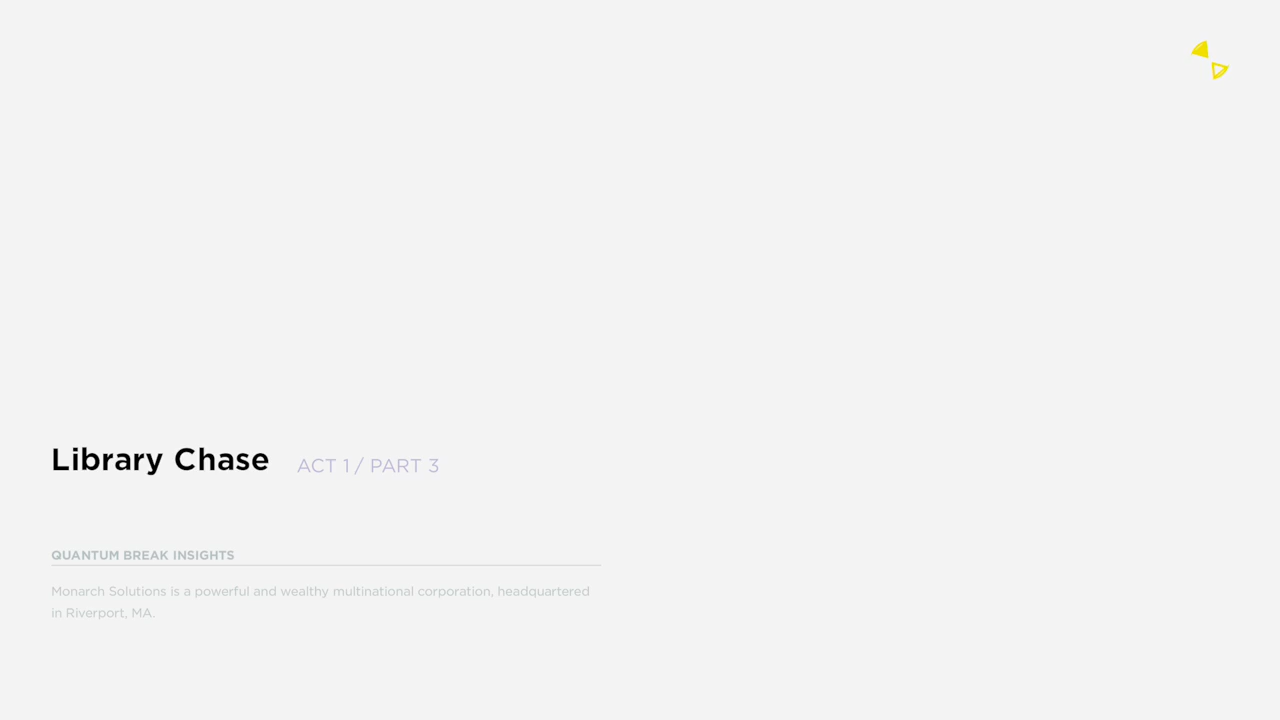 Library Chase ACT 1 / PART 3
QUANTUM BREAK INSIGHTS
Monarch Solutions is a powerful and wealthy multinational corporation, headquartered
in Riverport, MA.